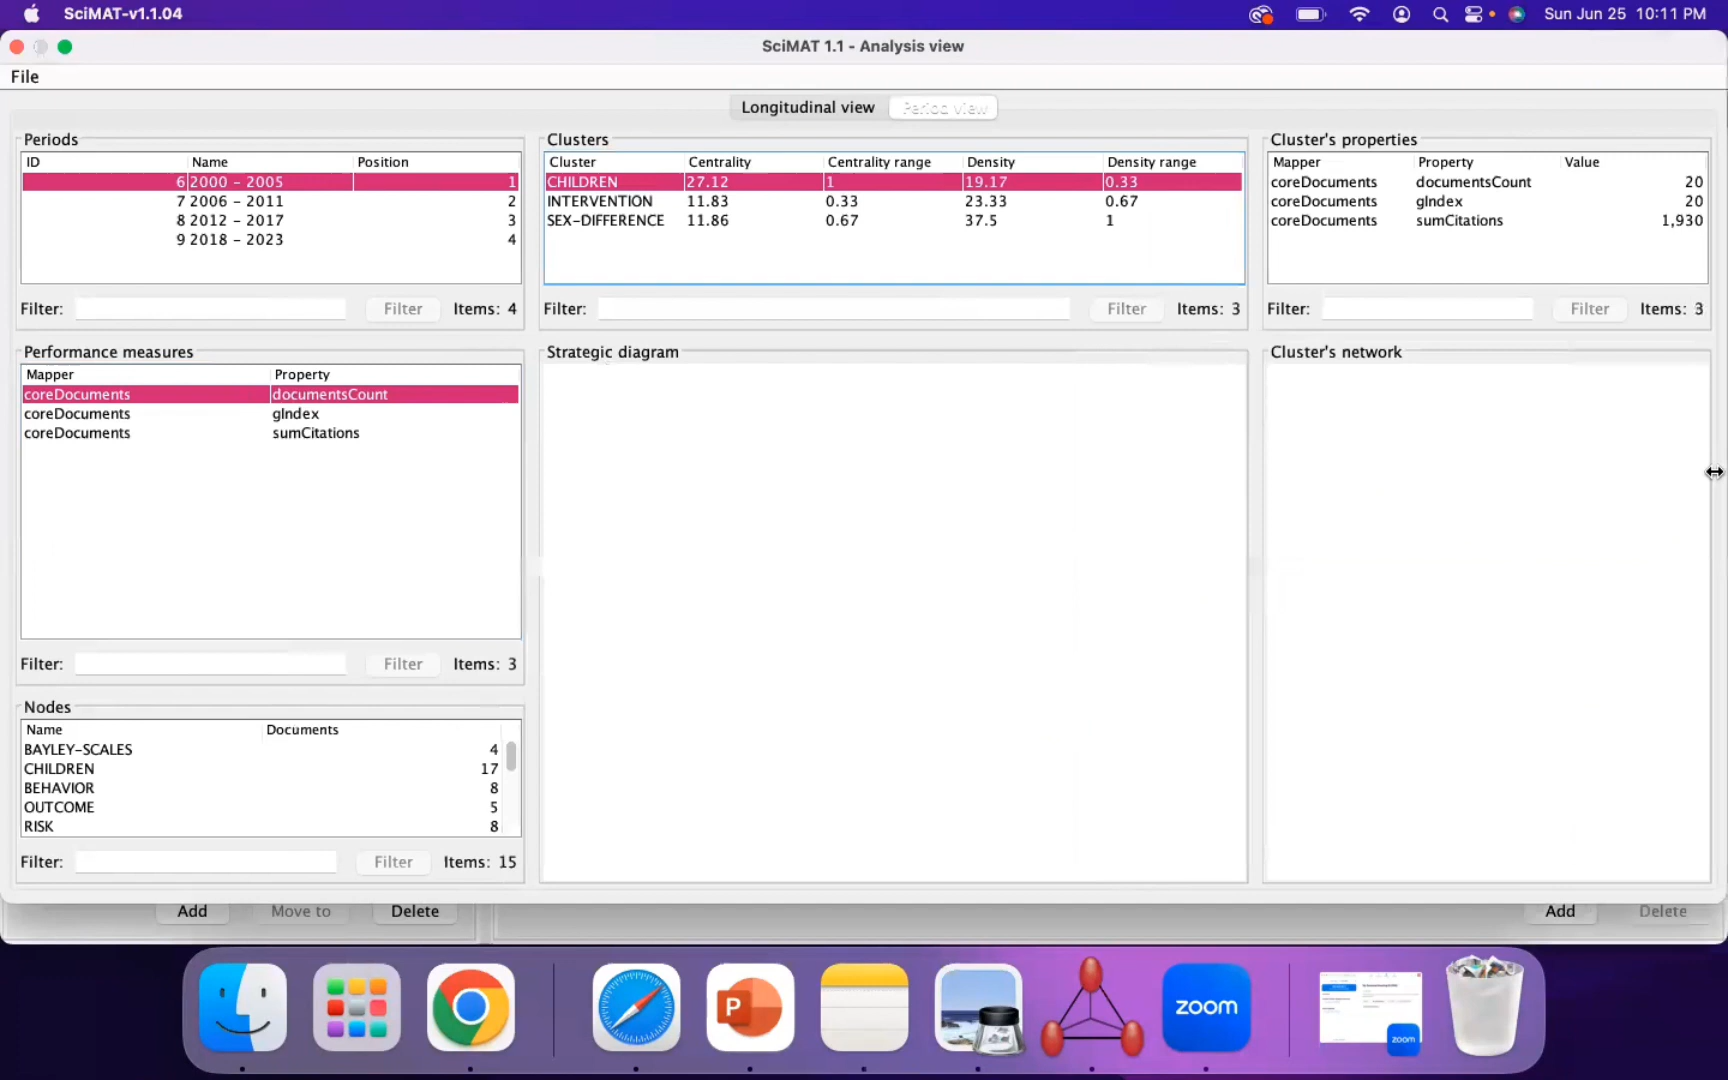 SciMAT-v1.1.04
Sun Jun 25 10:11 PM
SciMAT 1.1 - Analysis view
File
Longitudinal view
Period view
Periods
ID Name Position
6 2000 - 2005 1
7 2006 - 2011 2
8 2012 - 2017 3
9 2018 - 2023 4
Filter: Filter Items: 4
Clusters
Cluster Centrality Centrality range Density Density range
CHILDREN 27.12 1 19.17 0.33
INTERVENTION 11.83 0.33 23.33 0.67
SEX-DIFFERENCE 11.86 0.67 37.5 1
Filter: Filter Items: 3
Cluster's properties
Mapper Property Value
coreDocuments documentsCount 20
coreDocuments gIndex 20
coreDocuments sumCitations 1,930
Filter: Filter Items: 3
Performance measures
Mapper Property
coreDocuments documentsCount
coreDocuments gIndex
coreDocuments sumCitations
Filter: Filter Items: 3
Strategic diagram
Cluster's network
Nodes
Name Documents
BAYLEY-SCALES 4
CHILDREN 17
BEHAVIOR 8
OUTCOME 5
RISK 8
Filter: Filter Items: 15
Add Move to Delete
Add Delete
P
zoom
zoom